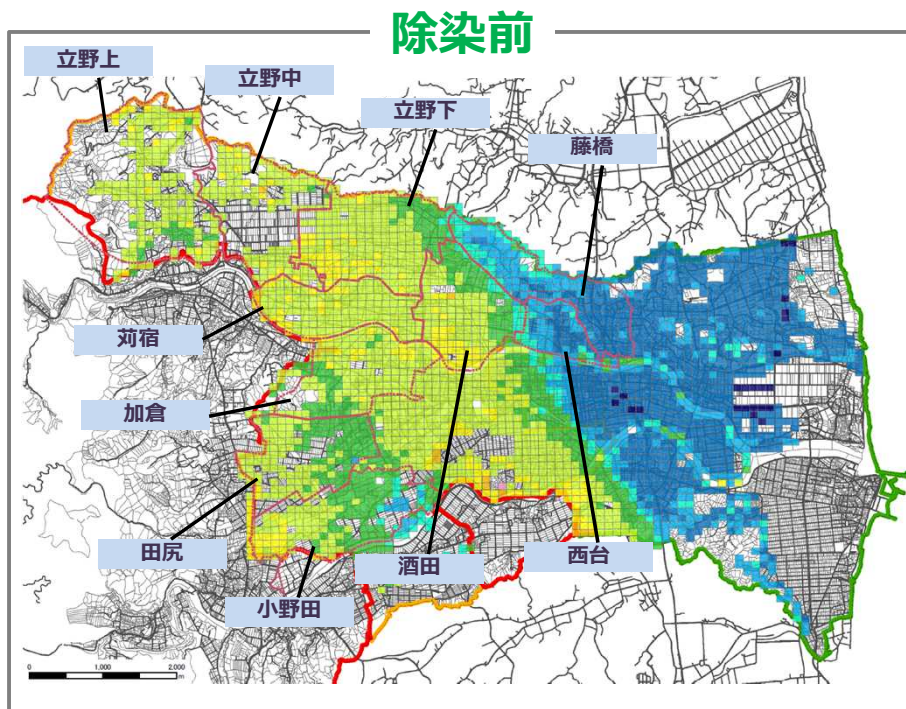 除染前
立野上
立野中
立野下
藤橋
苅宿
加倉
田尻
小野田
酒田
西台
0 1,000 2,000
m